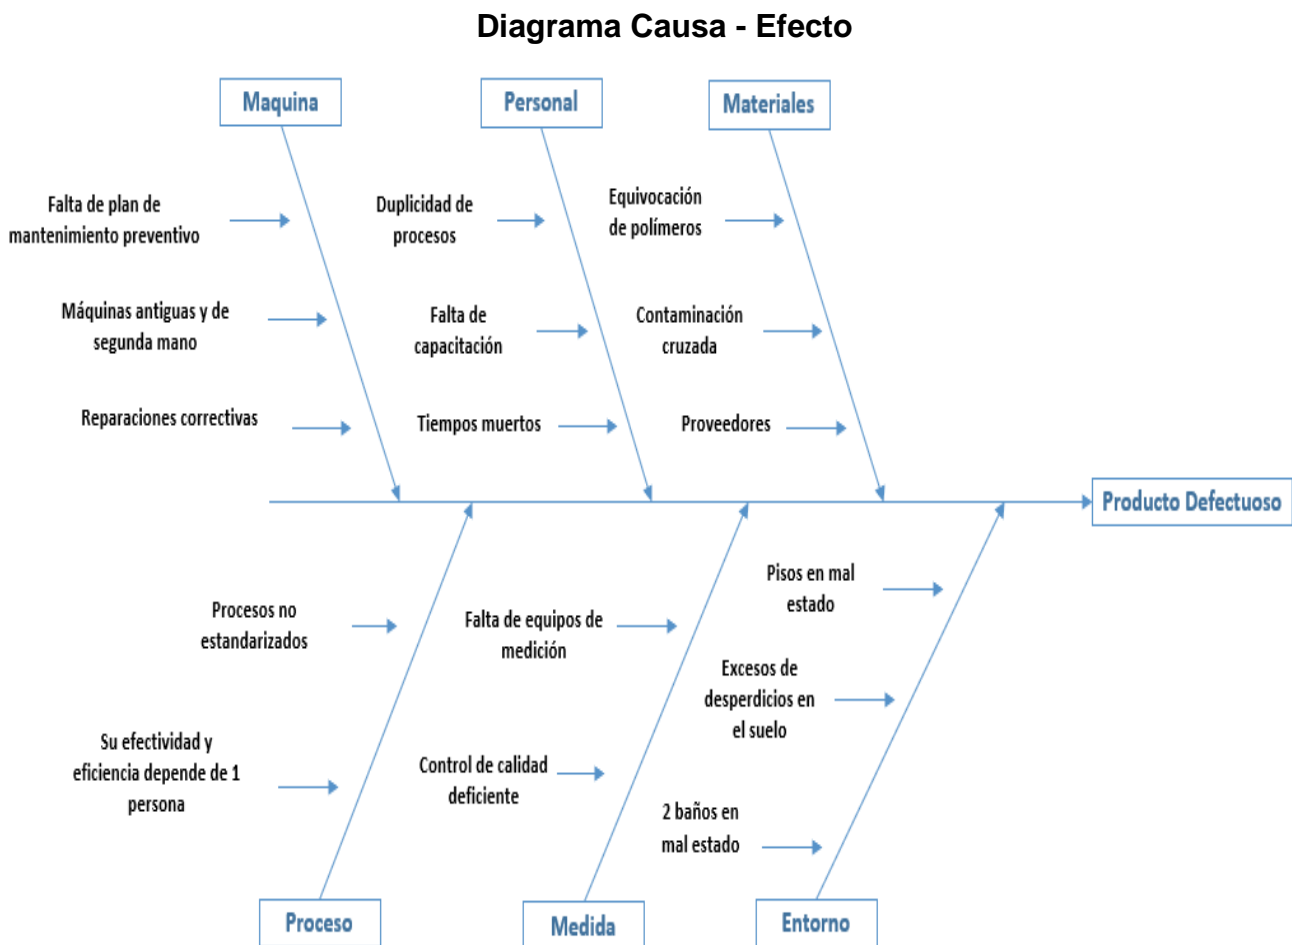 Diagrama Causa - Efecto
Maquina
Personal
Materiales
Falta de plan de
mantenimiento preventivo
Duplicidad de
procesos
Equivocación
de polímeros
Máquinas antiguas y de
segunda mano
Falta de
capacitación
Contaminación
cruzada
Reparaciones correctivas
Tiempos muertos
Proveedores
Producto Defectuoso
Procesos no
estandarizados
Falta de equipos de
medición
Pisos en mal
estado
Su efectividad y
eficiencia depende de 1
persona
Control de calidad
deficiente
Excesos de
desperdicios en
el suelo
2 baños en
mal estado
Proceso
Medida
Entorno